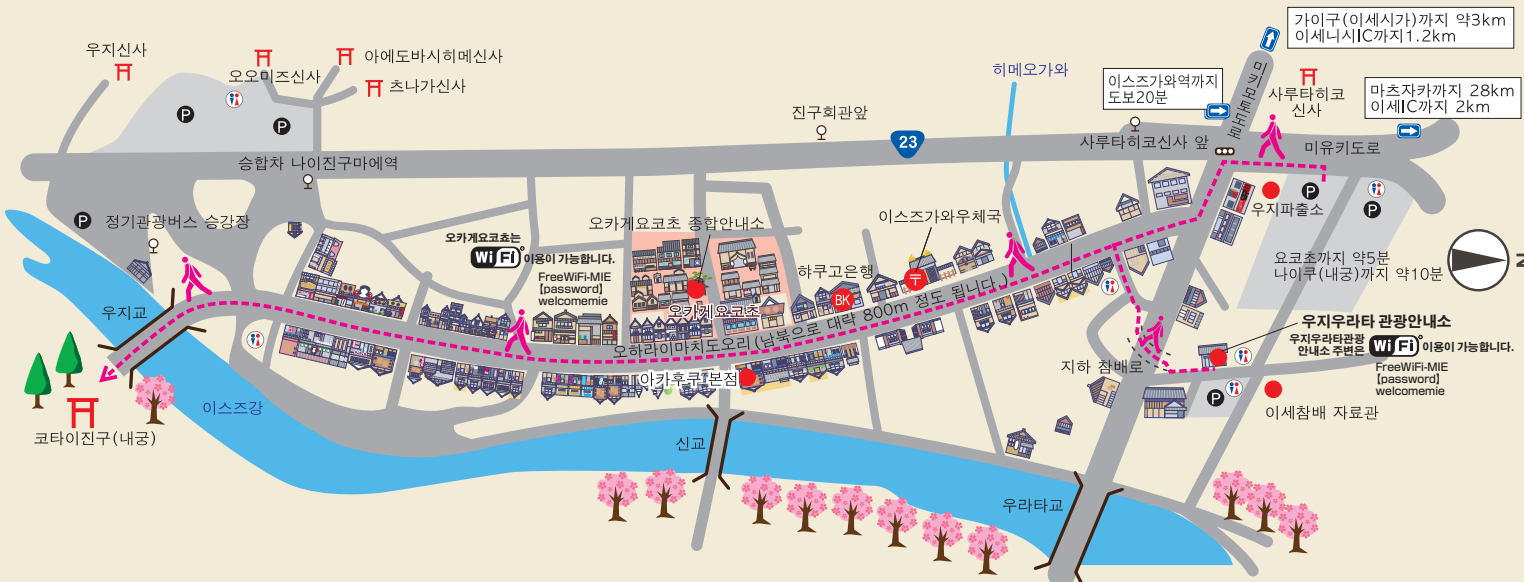 가이구(이세시가)까지 약3km
이세니시IC까지1.2km
우지신사
오오미즈신사
아에도바시히메신사
츠나가신사
히메오가와
미키모토도로
이스즈가와역까지
도보20분
사루타히코
신사
마츠자카까지 28km
이세IC까지 2km
P
P
진구회관앞
23
사루타히코신사 앞
미유키도로
승합차 나이진구마에역
P
정기관광버스 승강장
오카게요코쵸는
WiFi 이용이 가능합니다.
FreeWiFi-MIE
【password】
welcomemie
오카게요코초 종합안내소
이스즈가와우체국
〒
햐쿠고은행
BK
오카게요코초
P
P
우지파출소
요코쵸까지 약5분
나이쿠(내궁)까지 약10분
N
우지교
오하라이마치도오리(남북으로 대략 800m 정도 됩니다.)
아카후쿠 본점
우지우라타 관광안내소
우지우라타관광
안내소 주변은 WiFi 이용이 가능합니다.
FreeWiFi-MIE
【password】
welcomemie
지하 참배로
P
이세참배 자료관
이스즈강
코타이진구(내궁)
신교
우라타교